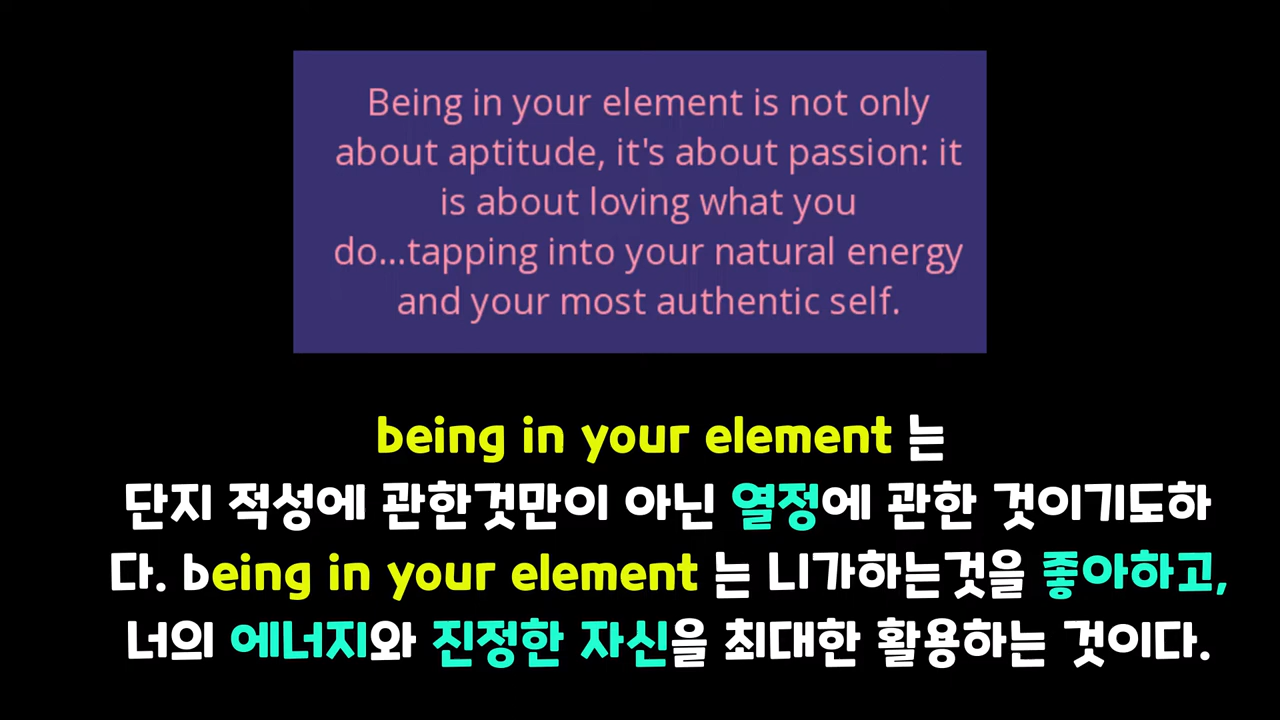 Being in your element is not only
about aptitude, it's about passion: it
is about loving what you
do...tapping into your natural energy
and your most authentic self.
being in your element 는
단지 적성에 관한것만이 아닌 열정에 관한 것이기도하
다. being in your element 는 니가하는것을 좋아하고,
너의 에너지와 진정한 자신을 최대한 활용하는 것이다.